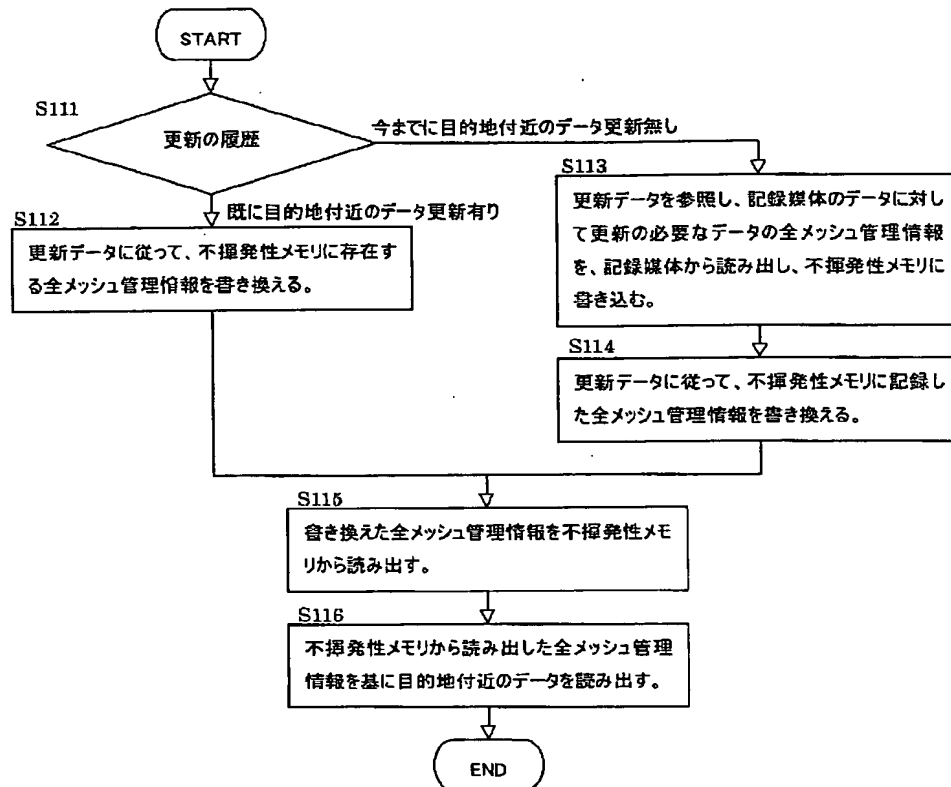 START
S111
更新の履歴
今までに目的地付近のデータ更新無し
S113
更新データを参照し、記録媒体のデータに対し
て更新の必要なデータの全メッシュ管理情報
を、記録媒体から読み出し、不揮発性メモリに
書き込む。
既に目的地付近のデータ更新有り
S112
更新データに従って、不揮発性メモリに存在す
る全メッシュ管理情報を書き換える。
S114
更新データに従って、不揮発性メモリに記録し
た全メッシュ管理情報を書き換える。
S115
書き換えた全メッシュ管理情報を不揮発性メモ
リから読み出す。
S116
不揮発性メモリから読み出した全メッシュ管理
情報を基に目的地付近のデータを読み出す。
END